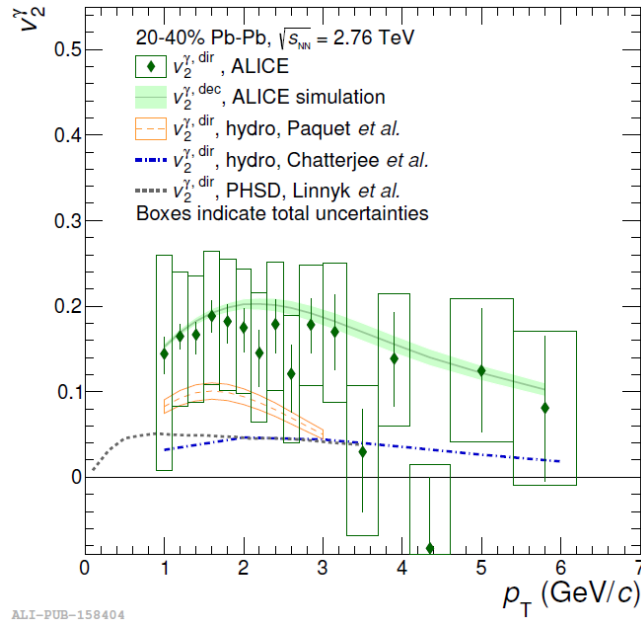 20-40% Pb-Pb, √s_NN = 2.76 TeV
v₂^γ,dir, ALICE
v₂^γ,dec, ALICE simulation
v₂^γ,dir, hydro, Paquet et al.
v₂^γ,dir, hydro, Chatterjee et al.
v₂^γ,dir, PHSD, Linnyk et al.
Boxes indicate total uncertainties
v₂^γ
0.5
0.4
0.3
0.2
0.1
0
0 1 2 3 4 5 6 7
p_T (GeV/c)
ALI-PUB-158404